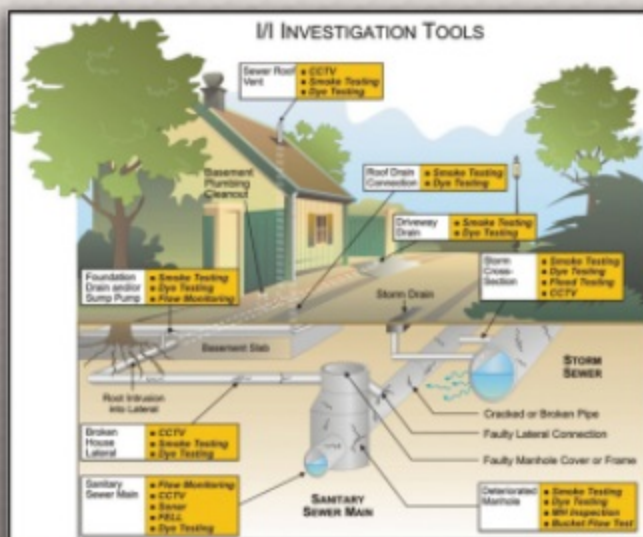 I/I INVESTIGATION TOOLS
Sewer Roof
Vent
• CCTV
• Smoke Testing
• Dye Testing
Basement
Plumbing
Cleanout
Roof Drain
Connection
• Smoke Testing
• Dye Testing
Driveway
Drain
• Smoke Testing
• Dye Testing
Foundation
Drain and/or
Sump Pump
• Smoke Testing
• Dye Testing
• Flow Monitoring
Storm
Cross-
Section
• Smoke Testing
• Dye Testing
• Flood Testing
• CCTV
Storm Drain
Basement Slab
STORM
SEWER
Root Intrusion
into Lateral
Cracked or Broken Pipe
Broken
House
Lateral
• CCTV
• Smoke Testing
• Dye Testing
Faulty Lateral Connection
Faulty Manhole Cover or Frame
Sanitary
Sewer Main
• Flow Monitoring
• CCTV
• Sonar
• FELL
• Dye Testing
SANITARY
SEWER MAIN
Deteriorated
Manhole
• Smoke Testing
• Dye Testing
• MH Inspection
• Bucket Flow Test